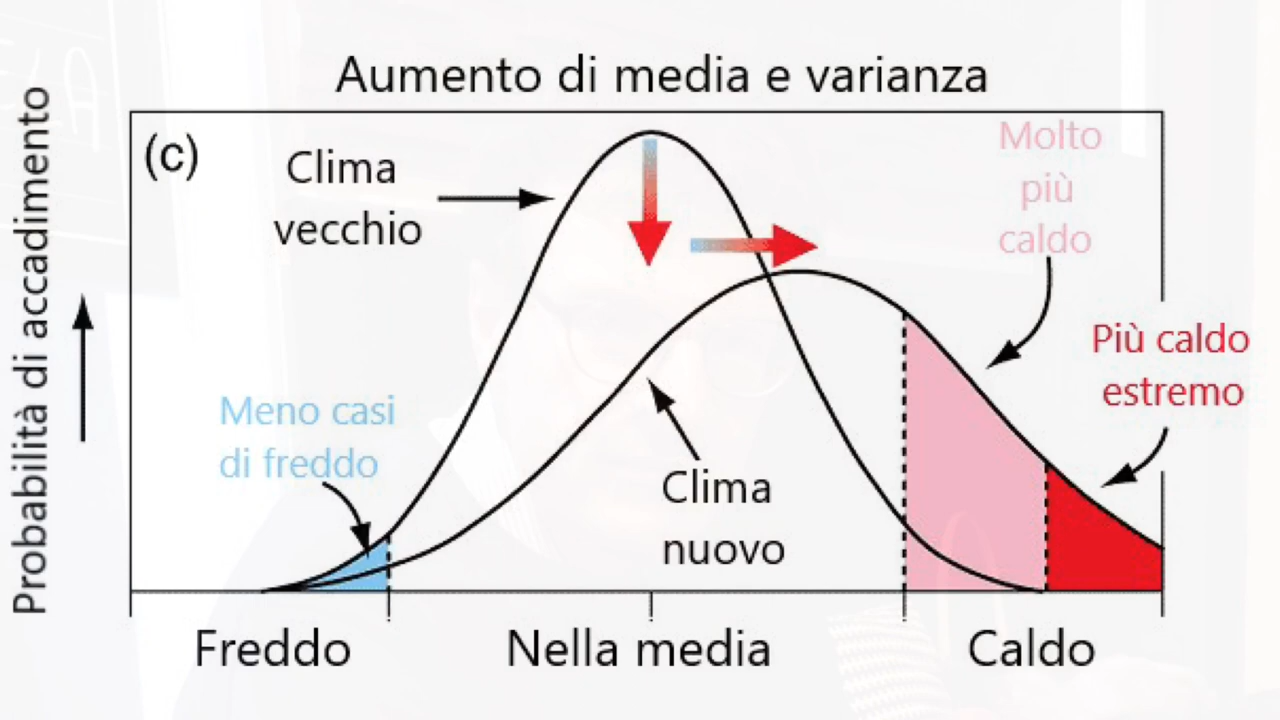 Aumento di media e varianza
Probabilità di accadimento
(c)
Clima
vecchio
Molto
più
caldo
Più caldo
estremo
Meno casi
di freddo
Clima
nuovo
Freddo
Nella media
Caldo